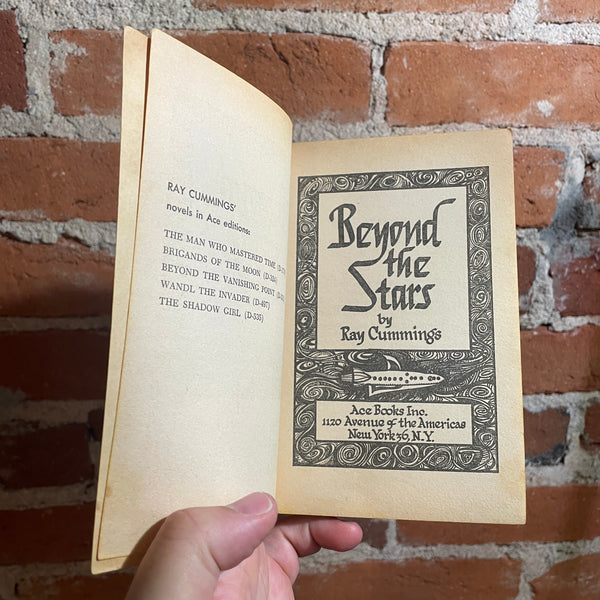 RAY CUMMINGS'
novels in Ace editions:
THE MAN WHO MASTERED TIME
BRIGANDS OF THE MOON
BEYOND THE VANISHING POINT
WANDL THE INVADER (D-497)
THE SHADOW GIRL (D-535)
Beyond
the
Stars
by
Ray Cummings
Ace Books Inc.
1120 Avenue of the Americas
New York 36, N.Y.